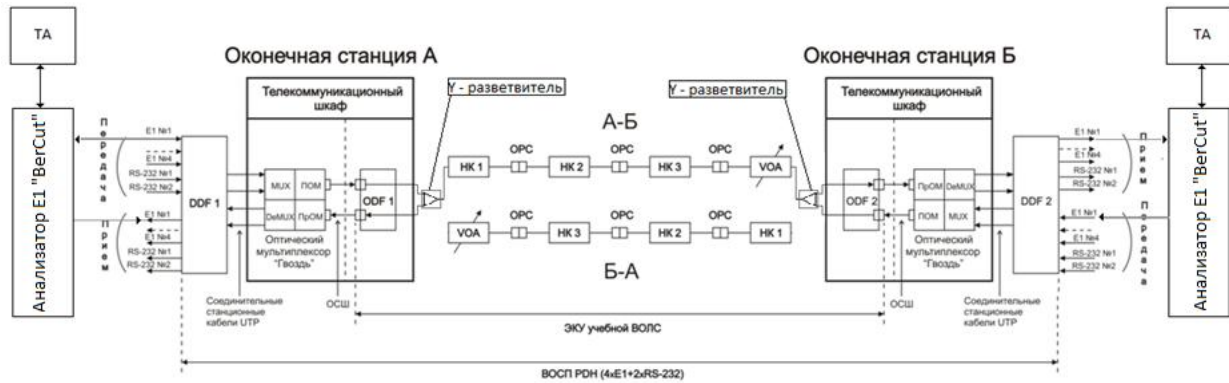 ТА
ТА
Оконечная станция А
Оконечная станция Б
Y - разветвитель
Y - разветвитель
Телекоммуникационный
шкаф
Телекоммуникационный
шкаф
А-Б
Анализатор E1 "BerCut"
Передача
E1 №1
E1 №4
RS-232 №1
RS-232 №2
Прием
E1 №1
E1 №4
RS-232 №1
RS-232 №2
DDF 1
MUX
ПОМ
DeMUX
ПрОМ
ODF 1
Оптический
мультиплексор
"Гвоздь"
НК 1
ОРС
НК 2
ОРС
НК 3
ОРС
VOA
VOA
ОРС
НК 3
ОРС
НК 2
ОРС
НК 1
Б-А
ODF 2
ПрОМ
DeMUX
ПОМ
MUX
Оптический
мультиплексор
"Гвоздь"
DDF 2
E1 №1
E1 №4
RS-232 №1
RS-232 №2
Прием
E1 №1
E1 №4
RS-232 №1
RS-232 №2
Передача
Анализатор E1 "BerCut"
Соединительные
станционные
кабели UTP
ОСШ
ОСШ
Соединительные
станционные
кабели UTP
ЭКУ учебной ВОЛС
ВОСП PDH (4xE1+2xRS-232)